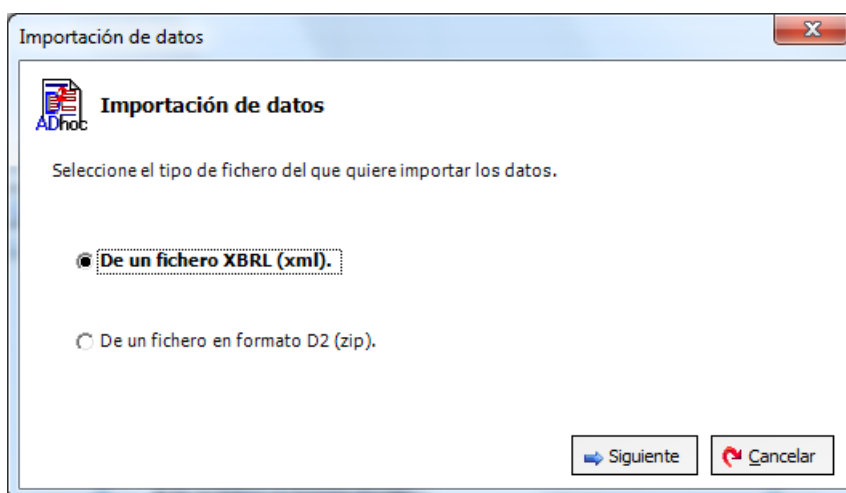 Importación de datos
ADhoc
Importación de datos
Seleccione el tipo de fichero del que quiere importar los datos.
De un fichero XBRL (xml).
De un fichero en formato D2 (zip).
Siguiente
Cancelar